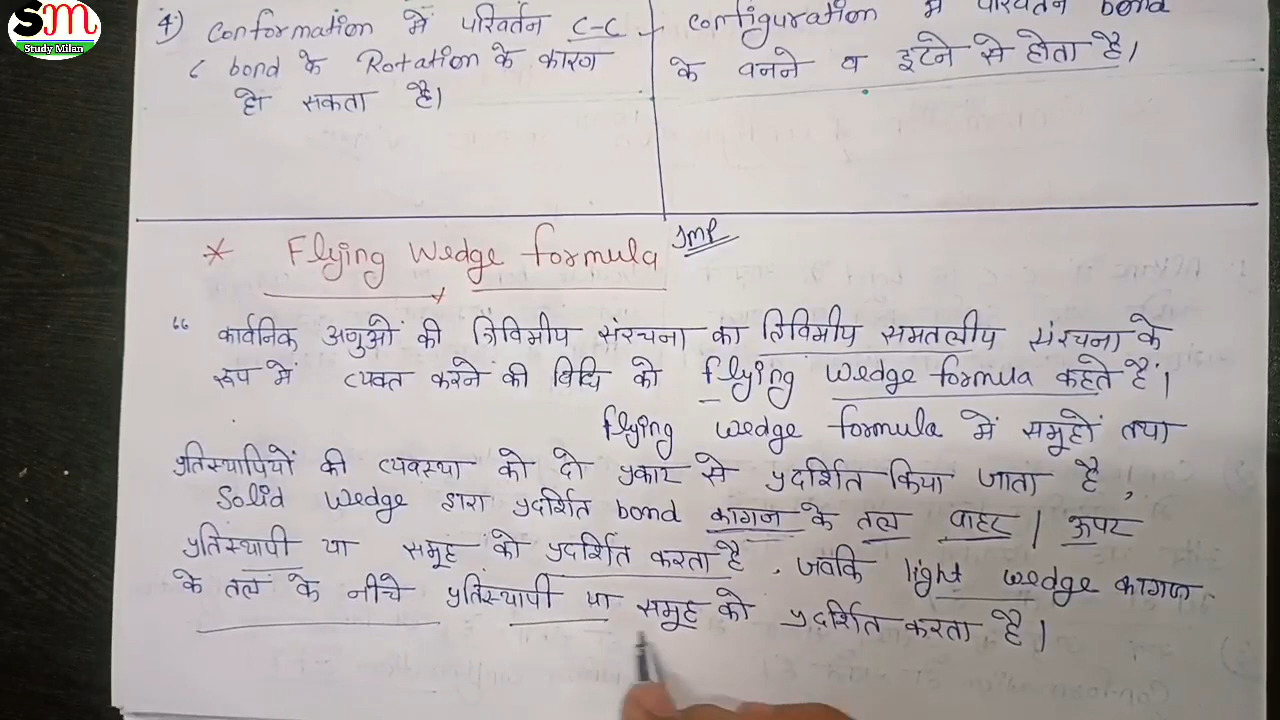 SM
Study Milan
4) Conformation में परिवर्तन C-C
bond के Rotation के कारण
हो सकता है।
Configuration में परिवर्तन bond
के बनने व टूटने से होता है।
* Flying Wedge formula Imp
“ कार्बनिक अणुओं की त्रिविमीय संरचना का द्विविमीय समतलीय संरचना के
रूप में व्यक्त करने की विधि को flying wedge formula कहते हैं।
flying wedge formula में समूहों तथा
प्रतिस्थापियों की व्यवस्था को दो प्रकार से प्रदर्शित किया जाता है,
Solid wedge द्वारा प्रदर्शित bond कागज के तल बाहर / ऊपर
प्रतिस्थापी या समूह को प्रदर्शित करता है, जबकि light wedge कागज
के तल के नीचे प्रतिस्थापी या समूह को प्रदर्शित करता है।